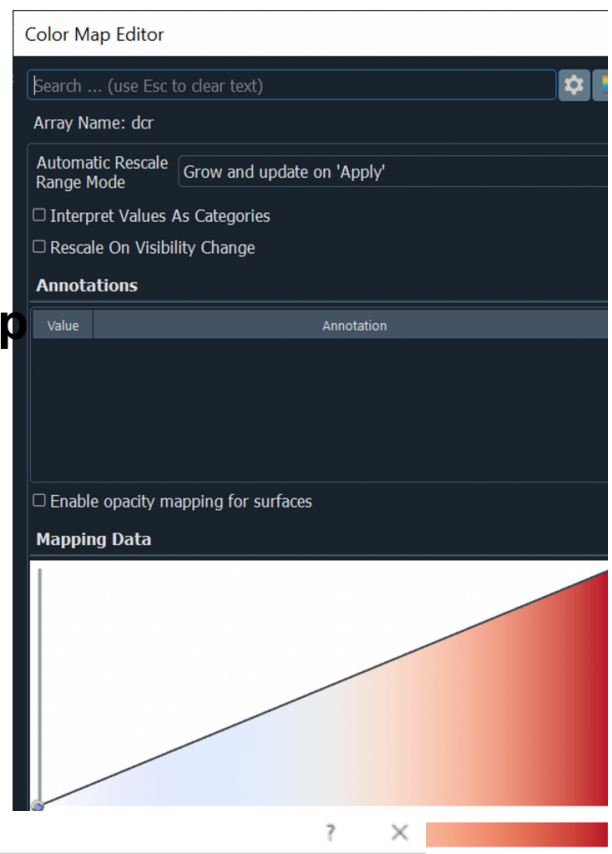 Color Map Editor
Search ... (use Esc to clear text)
Array Name: dcr
Automatic Rescale
Range Mode
Grow and update on 'Apply'
Interpret Values As Categories
Rescale On Visibility Change
Annotations
p
Value Annotation
Enable opacity mapping for surfaces
Mapping Data
?